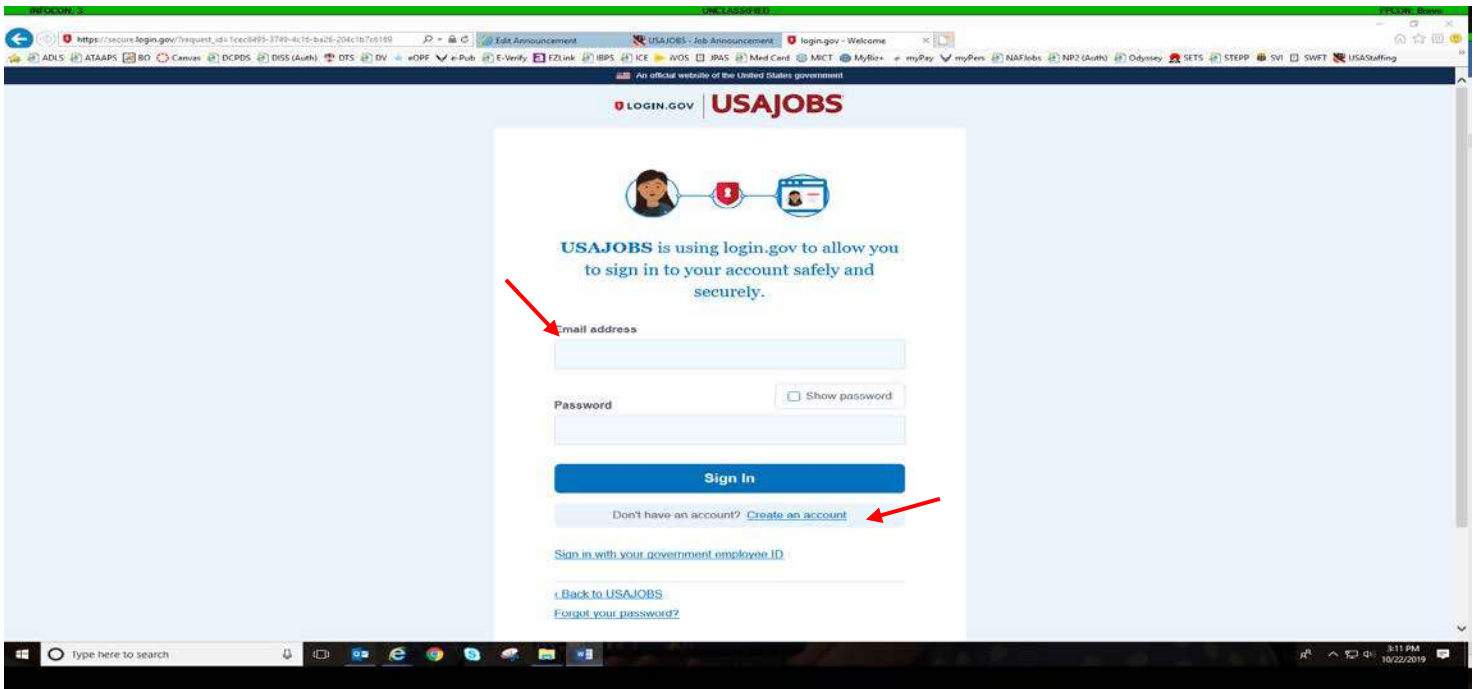 INFOCON: 3
UNCLASSIFIED
FPCON: Bravo
Edit Announcement
USAJOBS - Job Announcement
login.gov - Welcome
ADLS ATAAPS BO Canvas DCPDS DISS (Auth) DTS DV eOPF e-Pub E-Verify EZLink IBPS ICE iWOS JPAS Med Card MICT MyBiz+ myPay myPers NAFJobs NP2 (Auth) Odyssey SETS STEPP SVI SWFT USAStaffing
An official website of the United States government
LOGIN.GOV
USAJOBS
USAJOBS is using login.gov to allow you
to sign in to your account safely and
securely.
Email address
Show password
Password
Sign In
Don't have an account? Create an account
Sign in with your government employee ID
‹ Back to USAJOBS
Forgot your password?
Type here to search
3:11 PM
10/22/2019